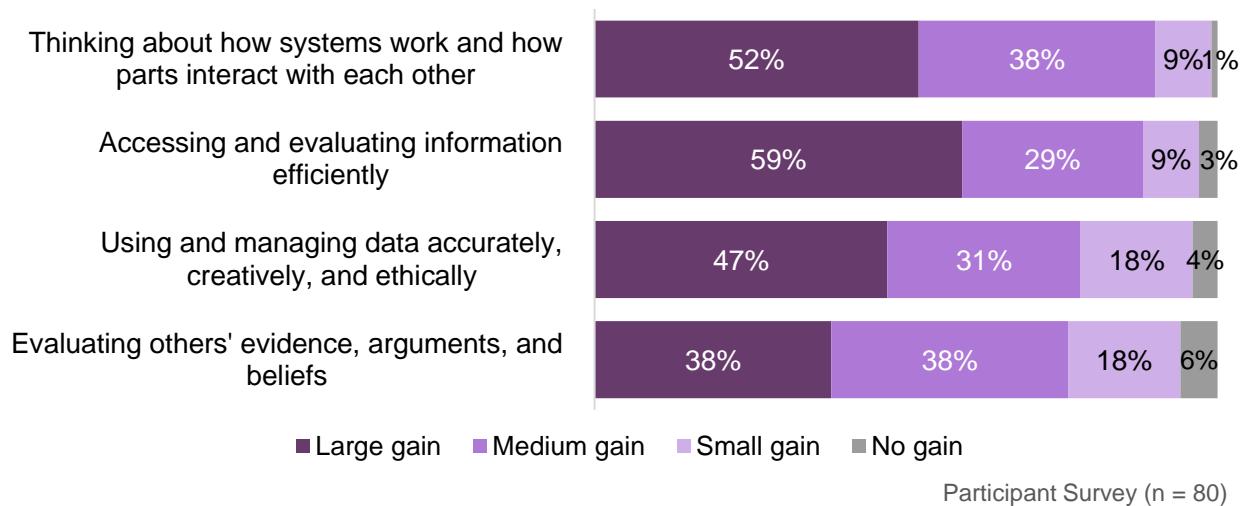 Thinking about how systems work and how
parts interact with each other
52% 38% 9% 1%
Accessing and evaluating information
efficiently
59% 29% 9% 3%
Using and managing data accurately,
creatively, and ethically
47% 31% 18% 4%
Evaluating others' evidence, arguments, and
beliefs
38% 38% 18% 6%
Large gain Medium gain Small gain No gain
Participant Survey (n = 80)